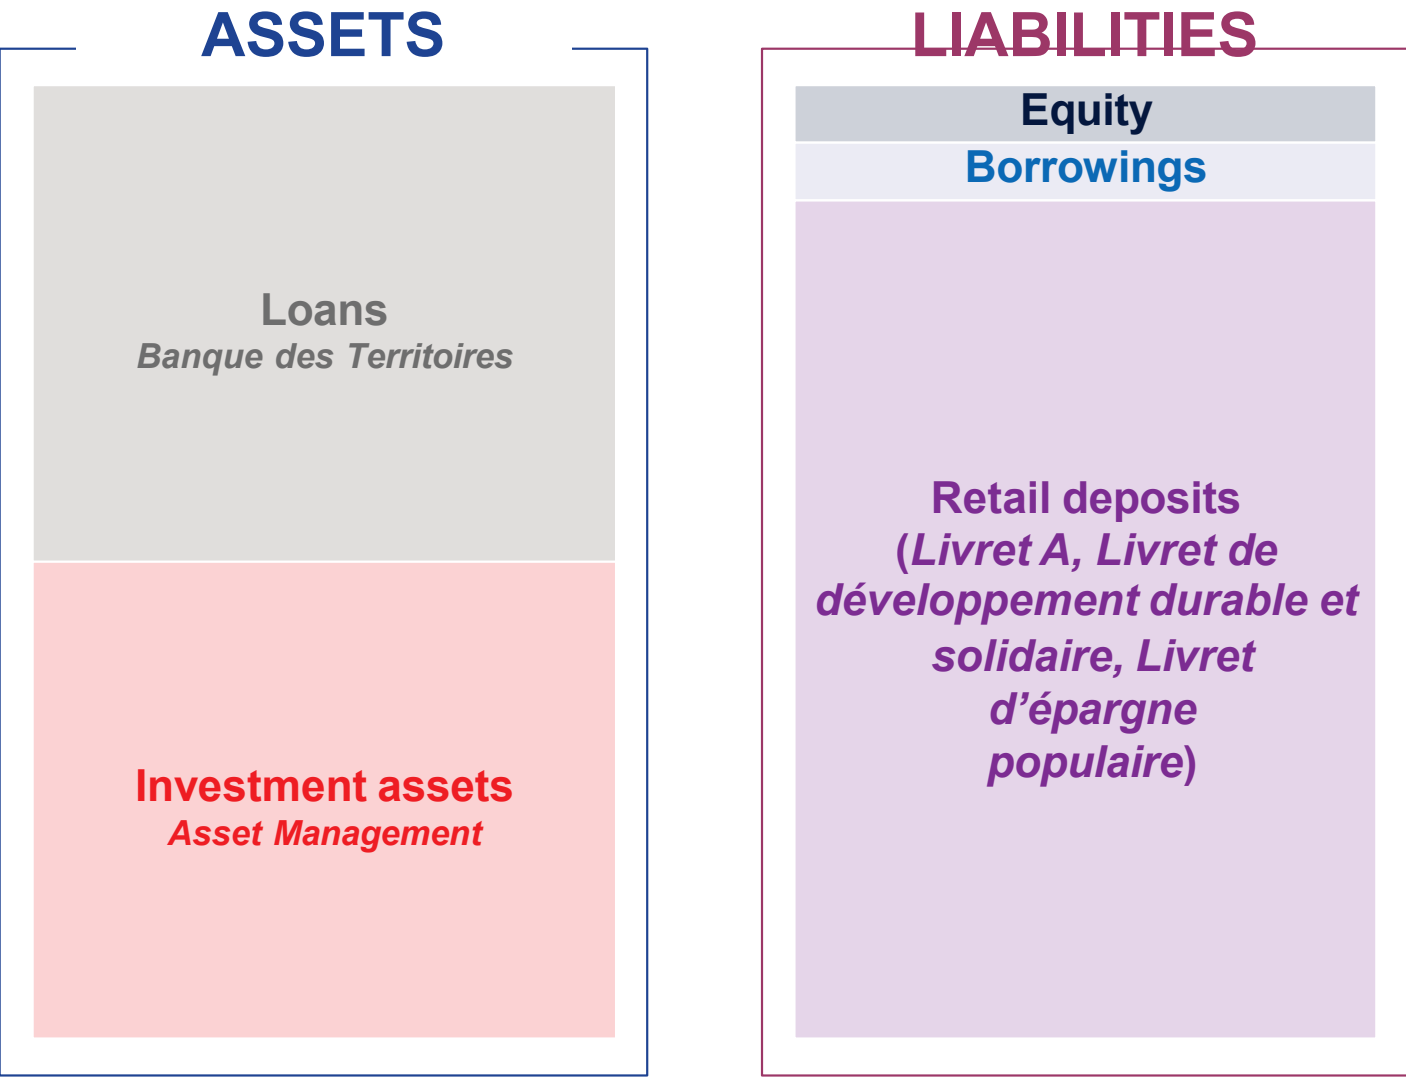 ASSETS
Loans
Banque des Territoires
Investment assets
Asset Management
LIABILITIES
Equity
Borrowings
Retail deposits
(Livret A, Livret de
développement durable et
solidaire, Livret
d’épargne
populaire)